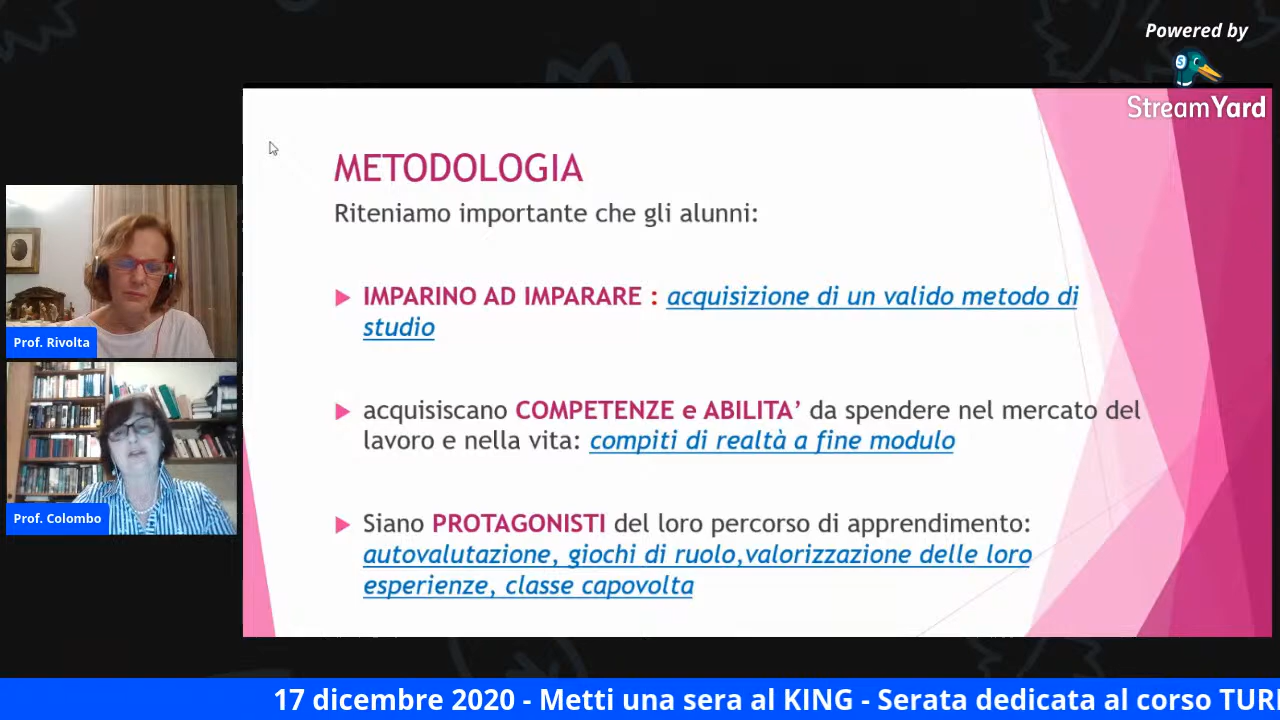 Powered by
StreamYard
METODOLOGIA
Riteniamo importante che gli alunni:
IMPARINO AD IMPARARE : acquisizione di un valido metodo di
studio
acquisiscano COMPETENZE e ABILITA’ da spendere nel mercato del
lavoro e nella vita: compiti di realtà a fine modulo
Siano PROTAGONISTI del loro percorso di apprendimento:
autovalutazione, giochi di ruolo,valorizzazione delle loro
esperienze, classe capovolta
Prof. Rivolta
Prof. Colombo
17 dicembre 2020 - Metti una sera al KING - Serata dedicata al corso TURI